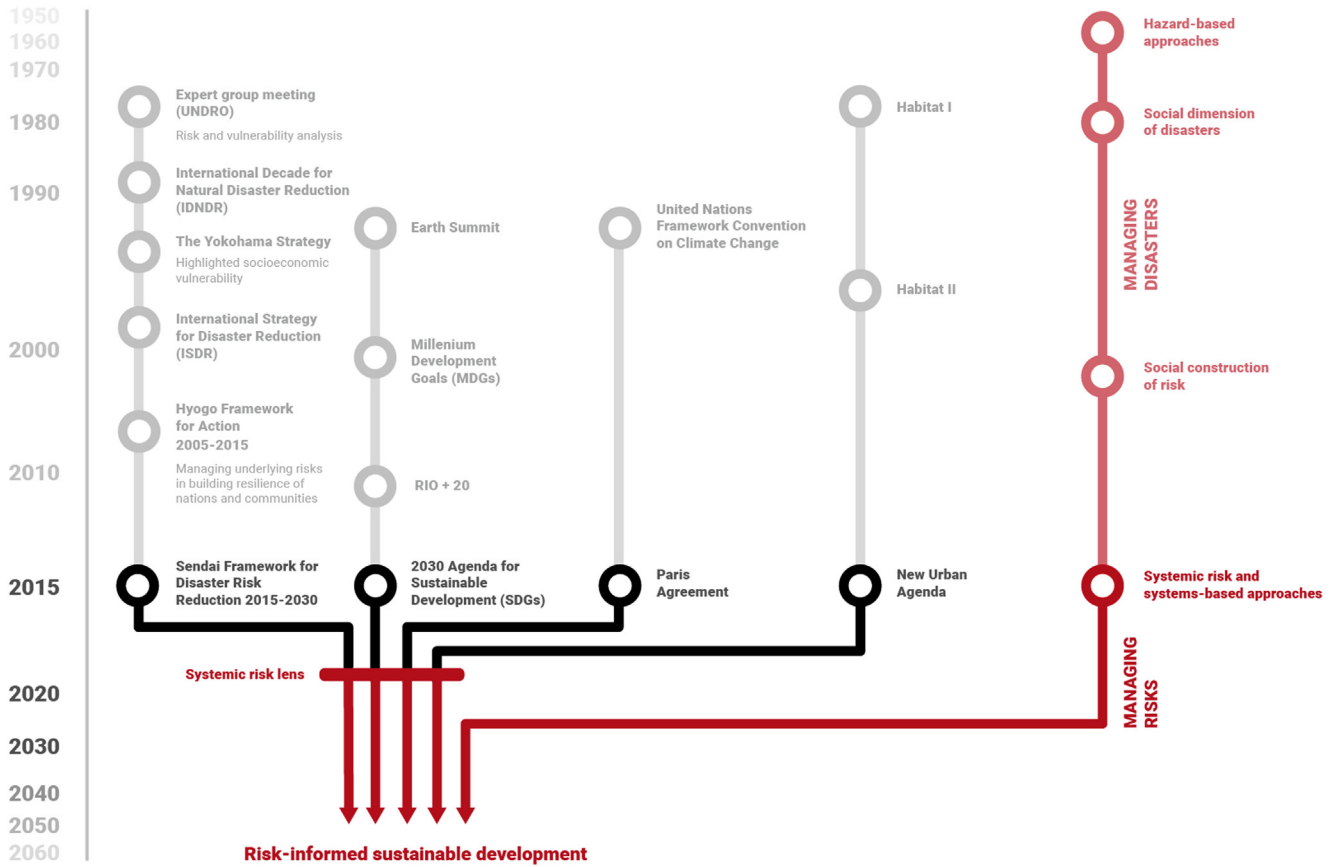 1950
1960
1970
1980
1990
2000
2010
2015
2020
2030
2040
2050
2060
Expert group meeting
(UNDRO)
Risk and vulnerability analysis
International Decade for
Natural Disaster Reduction
(IDNDR)
The Yokohama Strategy
Highlighted socioeconomic
vulnerability
International Strategy
for Disaster Reduction
(ISDR)
Hyogo Framework
for Action
2005-2015
Managing underlying risks
in building resilience of
nations and communities
Sendai Framework for
Disaster Risk
Reduction 2015-2030
Earth Summit
Millenium
Development
Goals (MDGs)
RIO + 20
2030 Agenda for
Sustainable
Development (SDGs)
United Nations
Framework Convention
on Climate Change
Paris
Agreement
Habitat I
Habitat II
New Urban
Agenda
Hazard-based
approaches
Social dimension
of disasters
MANAGING
DISASTERS
Social construction
of risk
Systemic risk and
systems-based approaches
MANAGING
RISKS
Systemic risk lens
Risk-informed sustainable development